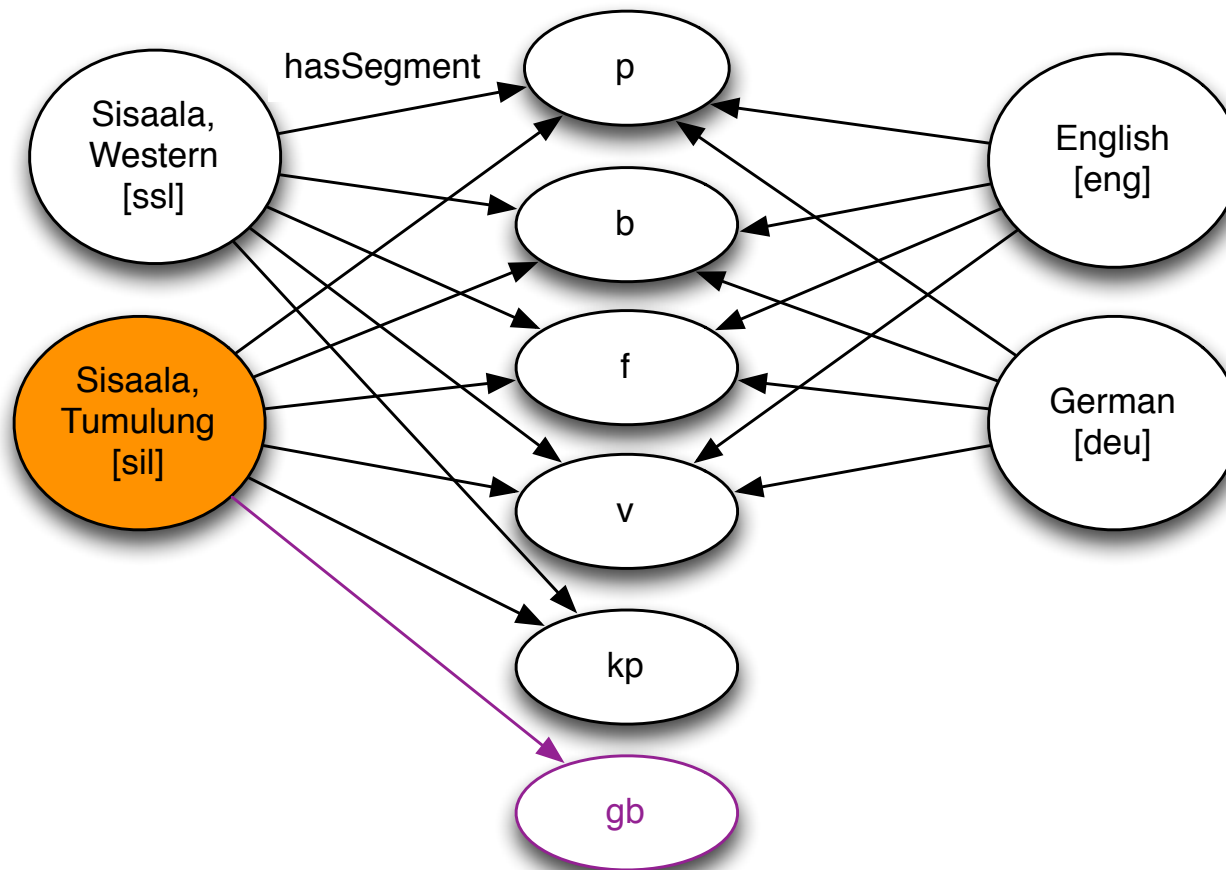 Sisaala,
Western
[ssl]
hasSegment
p
English
[eng]
b
Sisaala,
Tumulung
[sil]
f
German
[deu]
v
kp
gb